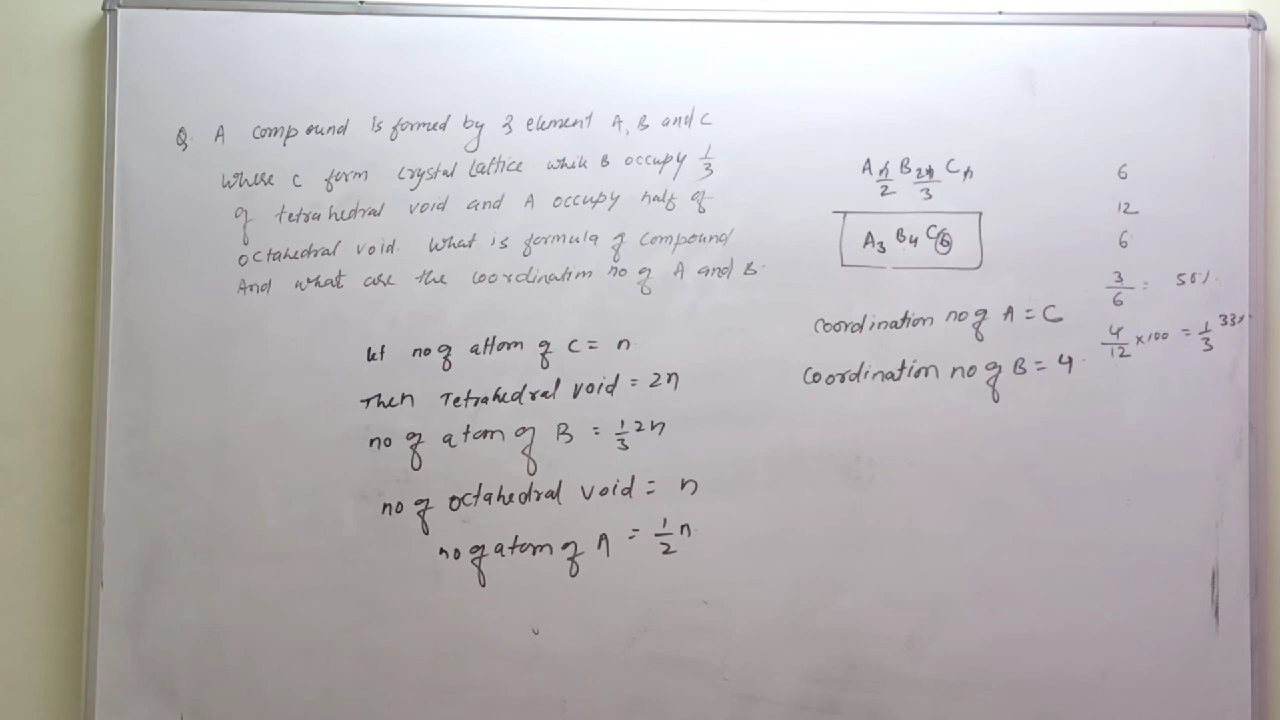 Q. A compound is formed by 3 element A, B and C
Where C form crystal Lattice while B occupy 1/3
of tetrahedral void and A occupy half of
octahedral void. What is formula of compound
And what are the coordination no of A and B.
let no of attom of C = n
Then Tetrahedral void = 2n
no of atom of B = 1/3 2n
no of octahedral void = n
no of atom of A = 1/2 n
A n/2 B 2n/3 C n
A3 B4 C6
Coordination no of A = 6
Coordination no of B = 4
6
12
6
3/6 = 50%
4/12 × 100 = 1/3 33%